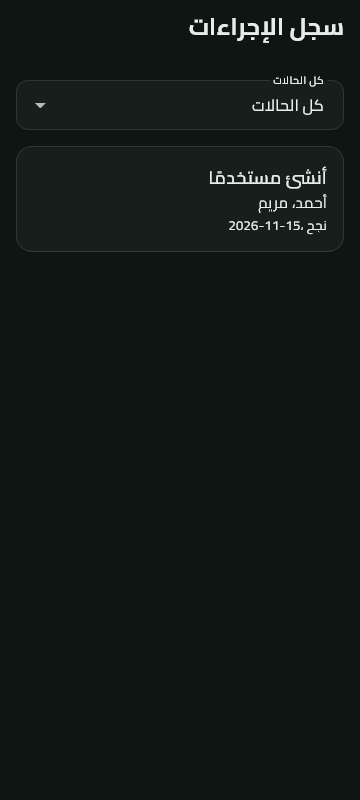 سجل الإجراءات
كل الحالات
كل الحالات
أنشئ مستخدمًا
أحمد، مريم
نجح ،2026-11-15